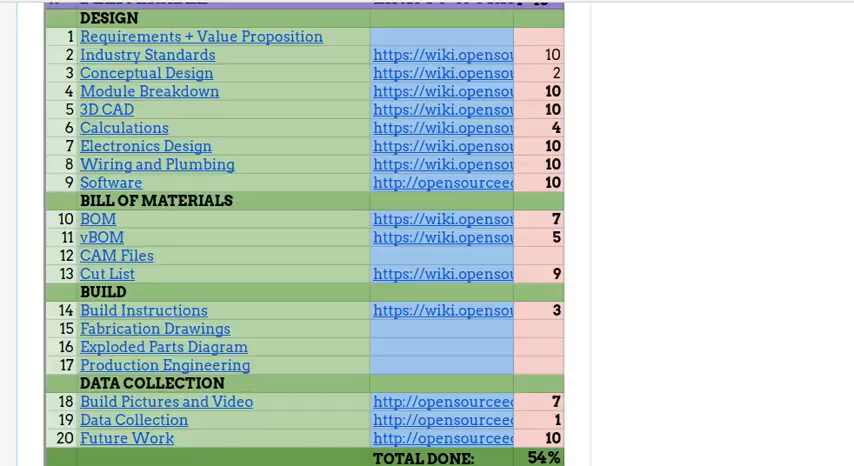 DESIGN
1 Requirements + Value Proposition
2 Industry Standards https://wiki.opensou 10
3 Conceptual Design https://wiki.opensou 2
4 Module Breakdown https://wiki.opensou 10
5 3D CAD https://wiki.opensou 10
6 Calculations https://wiki.opensou 4
7 Electronics Design https://wiki.opensou 10
8 Wiring and Plumbing https://wiki.opensou 10
9 Software http://opensourceec 10
BILL OF MATERIALS
10 BOM https://wiki.opensou 7
11 vBOM https://wiki.opensou 5
12 CAM Files
13 Cut List https://wiki.opensou 9
BUILD
14 Build Instructions https://wiki.opensou 3
15 Fabrication Drawings
16 Exploded Parts Diagram
17 Production Engineering
DATA COLLECTION
18 Build Pictures and Video http://opensourceec 7
19 Data Collection http://opensourceec 1
20 Future Work http://opensourceec 10
TOTAL DONE: 54%